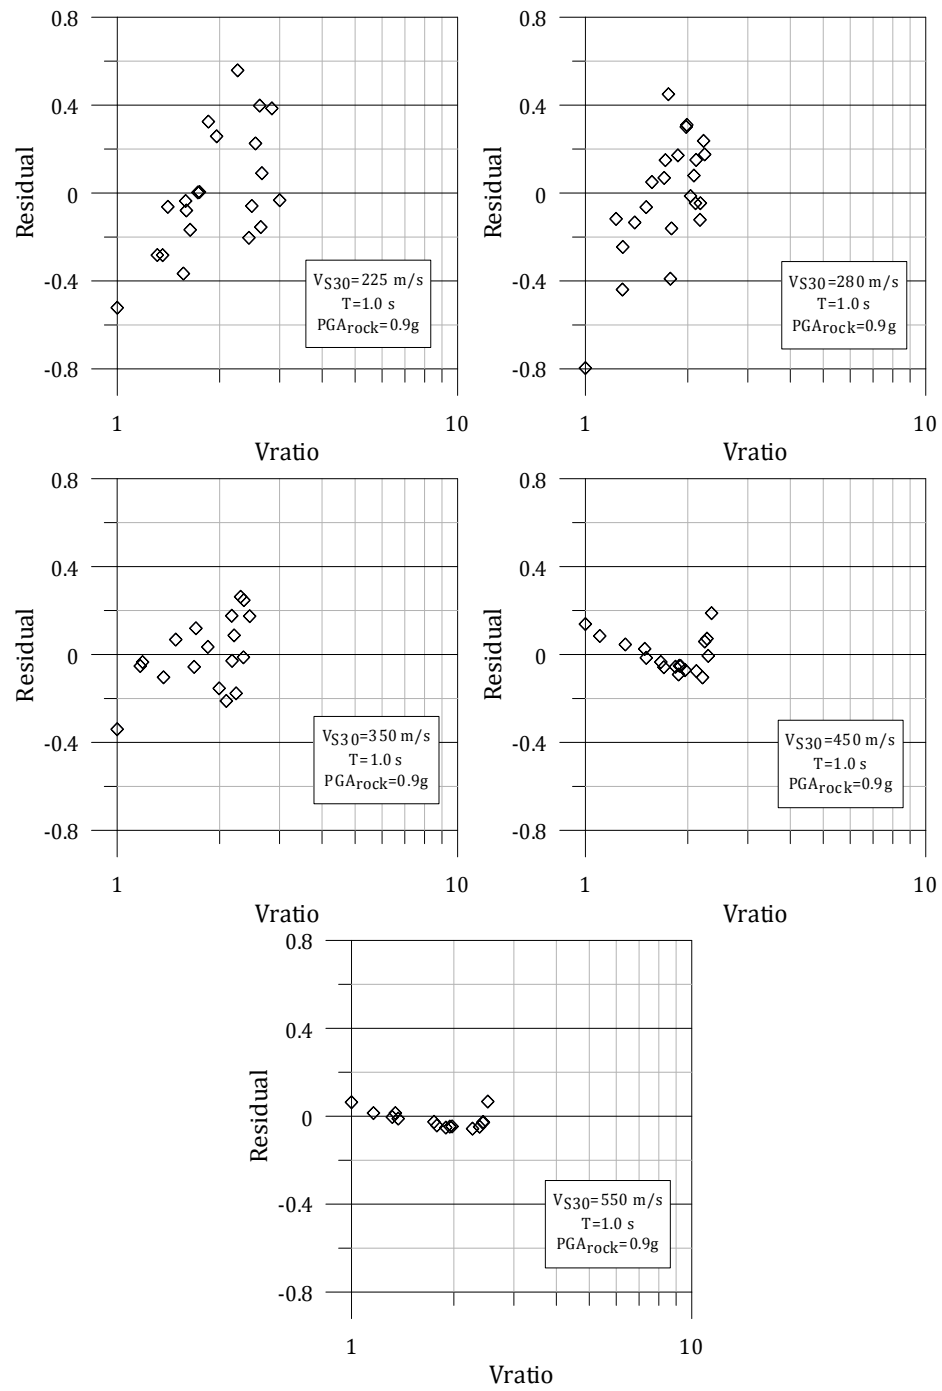 0.8
0.4
0
-0.4
-0.8
Residual
VS30=225 m/s
T=1.0 s
PGArock=0.9g
1
10
Vratio
0.8
0.4
0
-0.4
-0.8
Residual
VS30=280 m/s
T=1.0 s
PGArock=0.9g
1
10
Vratio
0.8
0.4
0
-0.4
-0.8
Residual
VS30=350 m/s
T=1.0 s
PGArock=0.9g
1
10
Vratio
0.8
0.4
0
-0.4
-0.8
Residual
VS30=450 m/s
T=1.0 s
PGArock=0.9g
1
10
Vratio
0.8
0.4
0
-0.4
-0.8
Residual
VS30=550 m/s
T=1.0 s
PGArock=0.9g
1
10
Vratio